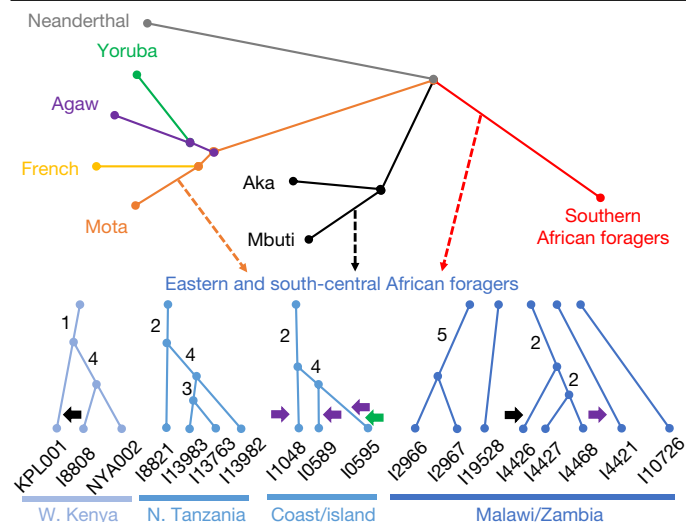 Neanderthal
Yoruba
Agaw
French
Mota
Aka
Mbuti
Southern
African foragers
Eastern and south-central African foragers
1
4
2
4
3
2
4
5
2
2
KPL001
I8808
NYA002
I8821
I13983
I13763
I13982
I1048
I0589
I0595
I2966
I2967
I19528
I4426
I4427
I4468
I4421
I10726
W. Kenya
N. Tanzania
Coast/island
Malawi/Zambia